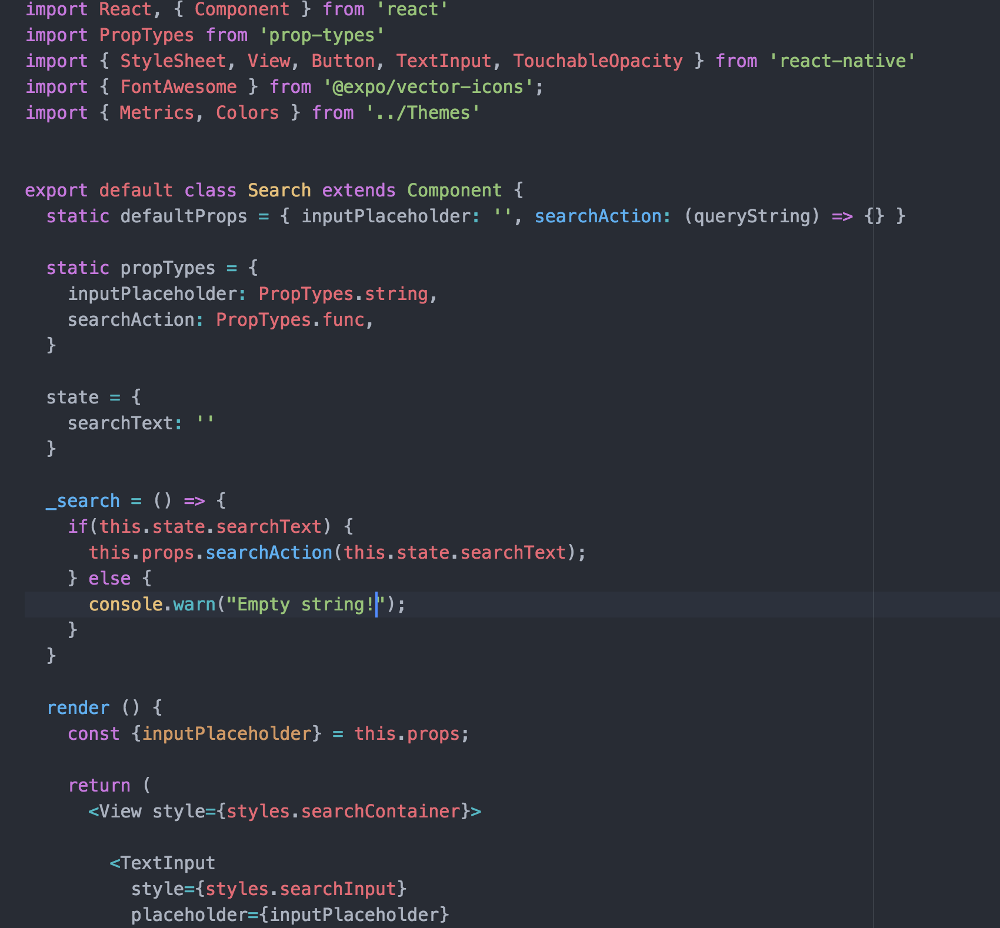 import React, { Component } from 'react'
import PropTypes from 'prop-types'
import { StyleSheet, View, Button, TextInput, TouchableOpacity } from 'react-native'
import { FontAwesome } from '@expo/vector-icons';
import { Metrics, Colors } from '../Themes'
export default class Search extends Component {
  static defaultProps = { inputPlaceholder: '', searchAction: (queryString) => {} }
  static propTypes = {
    inputPlaceholder: PropTypes.string,
    searchAction: PropTypes.func,
  }
  state = {
    searchText: ''
  }
  _search = () => {
    if(this.state.searchText) {
      this.props.searchAction(this.state.searchText);
    } else {
      console.warn("Empty string!");
    }
  }
  render () {
    const {inputPlaceholder} = this.props;
    return (
      <View style={styles.searchContainer}>
        <TextInput
          style={styles.searchInput}
          placeholder={inputPlaceholder}